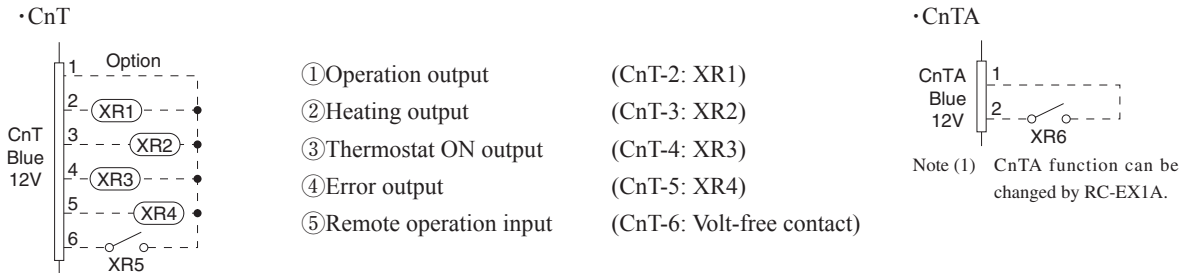 ·CnT
Option
1
2
XR1
3
XR2
CnT
Blue
12V
4
XR3
5
XR4
6
XR5
①Operation output (CnT-2: XR1)
②Heating output (CnT-3: XR2)
③Thermostat ON output (CnT-4: XR3)
④Error output (CnT-5: XR4)
⑤Remote operation input (CnT-6: Volt-free contact)
·CnTA
CnTA
Blue
12V
1
2
XR6
Note (1) CnTA function can be
changed by RC-EX1A.